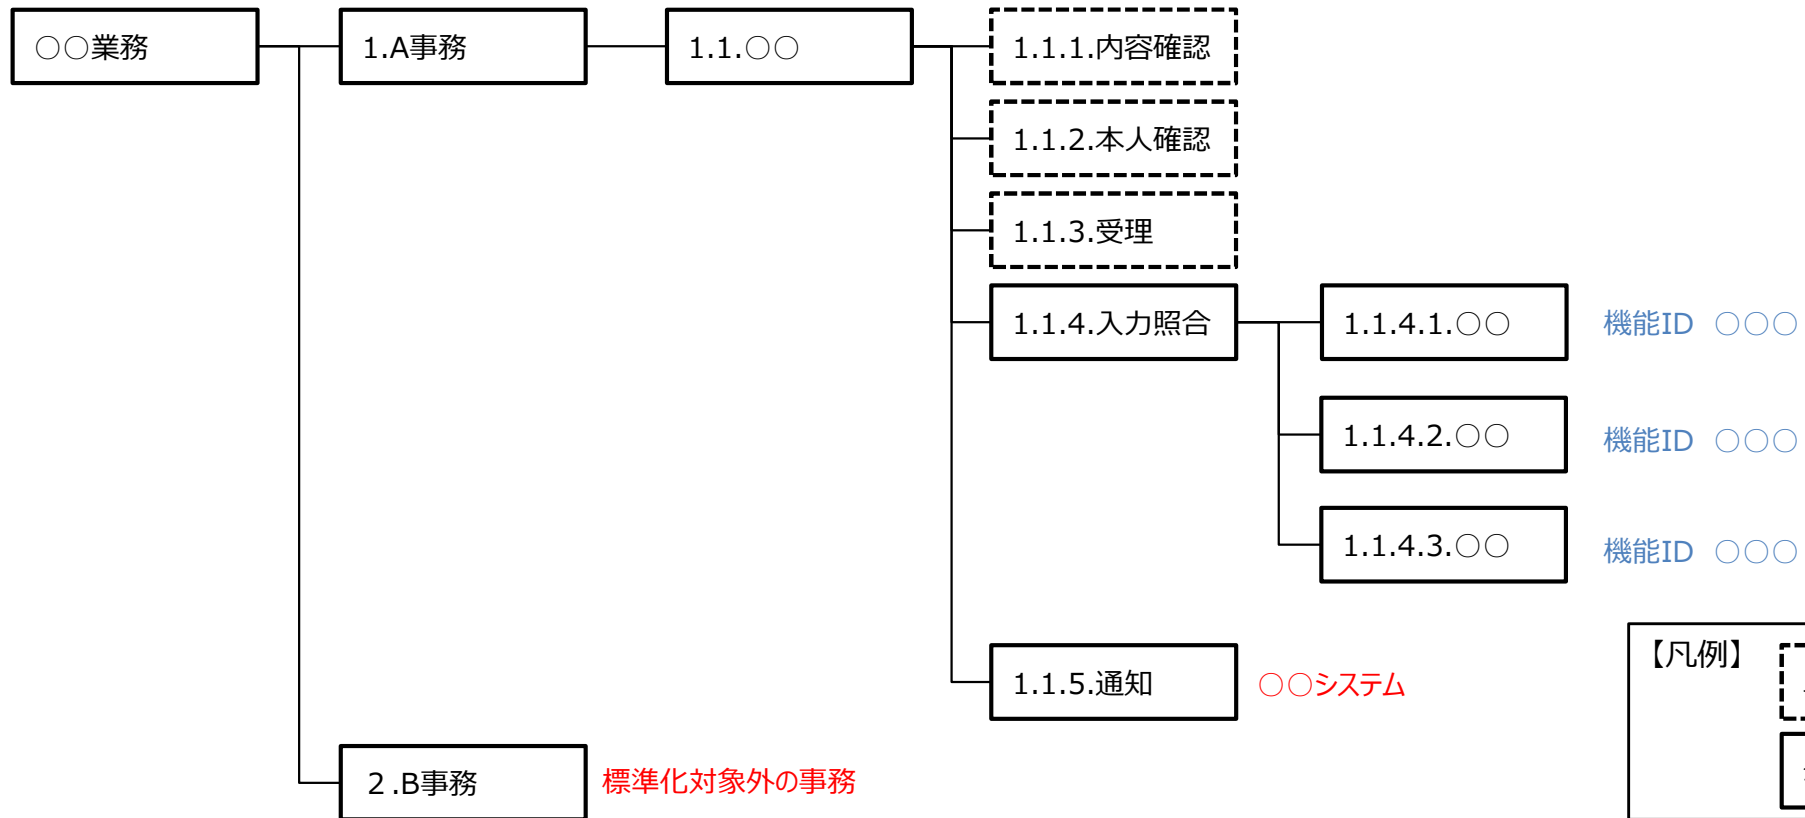 ○○業務
1.A事務
1.1.○○
1.1.1.内容確認
1.1.2.本人確認
1.1.3.受理
1.1.4.入力照合
1.1.4.1.○○
機能ID　○○○
1.1.4.2.○○
機能ID　○○○
1.1.4.3.○○
機能ID　○○○
1.1.5.通知
○○システム
２.B事務
標準化対象外の事務
【凡例】